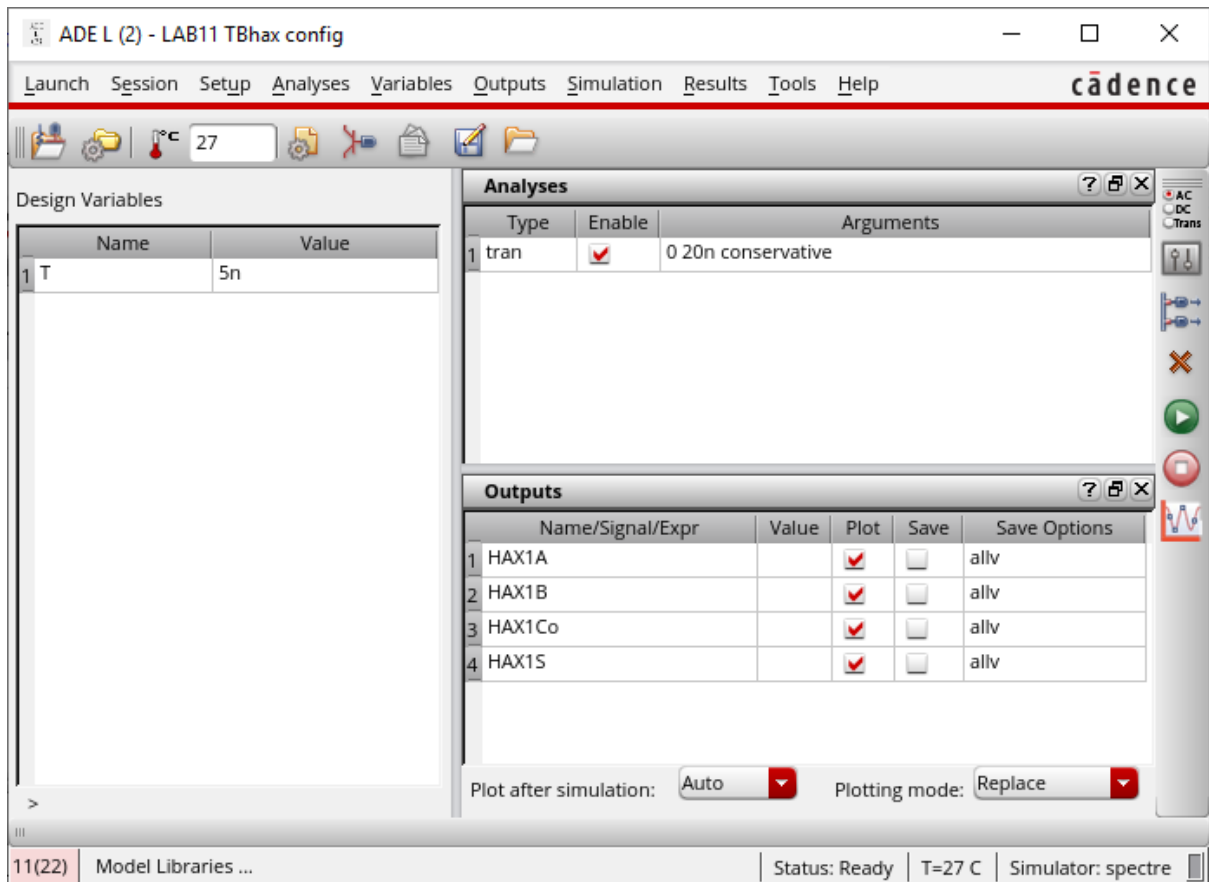 ADE L (2) - LAB11 TBhax config
Launch Session Setup Analyses Variables Outputs Simulation Results Tools Help cādence
°C 27
Design Variables
Name Value
1 T 5n
Analyses
Type Enable Arguments
1 tran 0 20n conservative
AC
DC
Trans
Outputs
Name/Signal/Expr Value Plot Save Save Options
1 HAX1A allv
2 HAX1B allv
3 HAX1Co allv
4 HAX1S allv
Plot after simulation: Auto Plotting mode: Replace
>
11(22) Model Libraries ... Status: Ready T=27 C Simulator: spectre